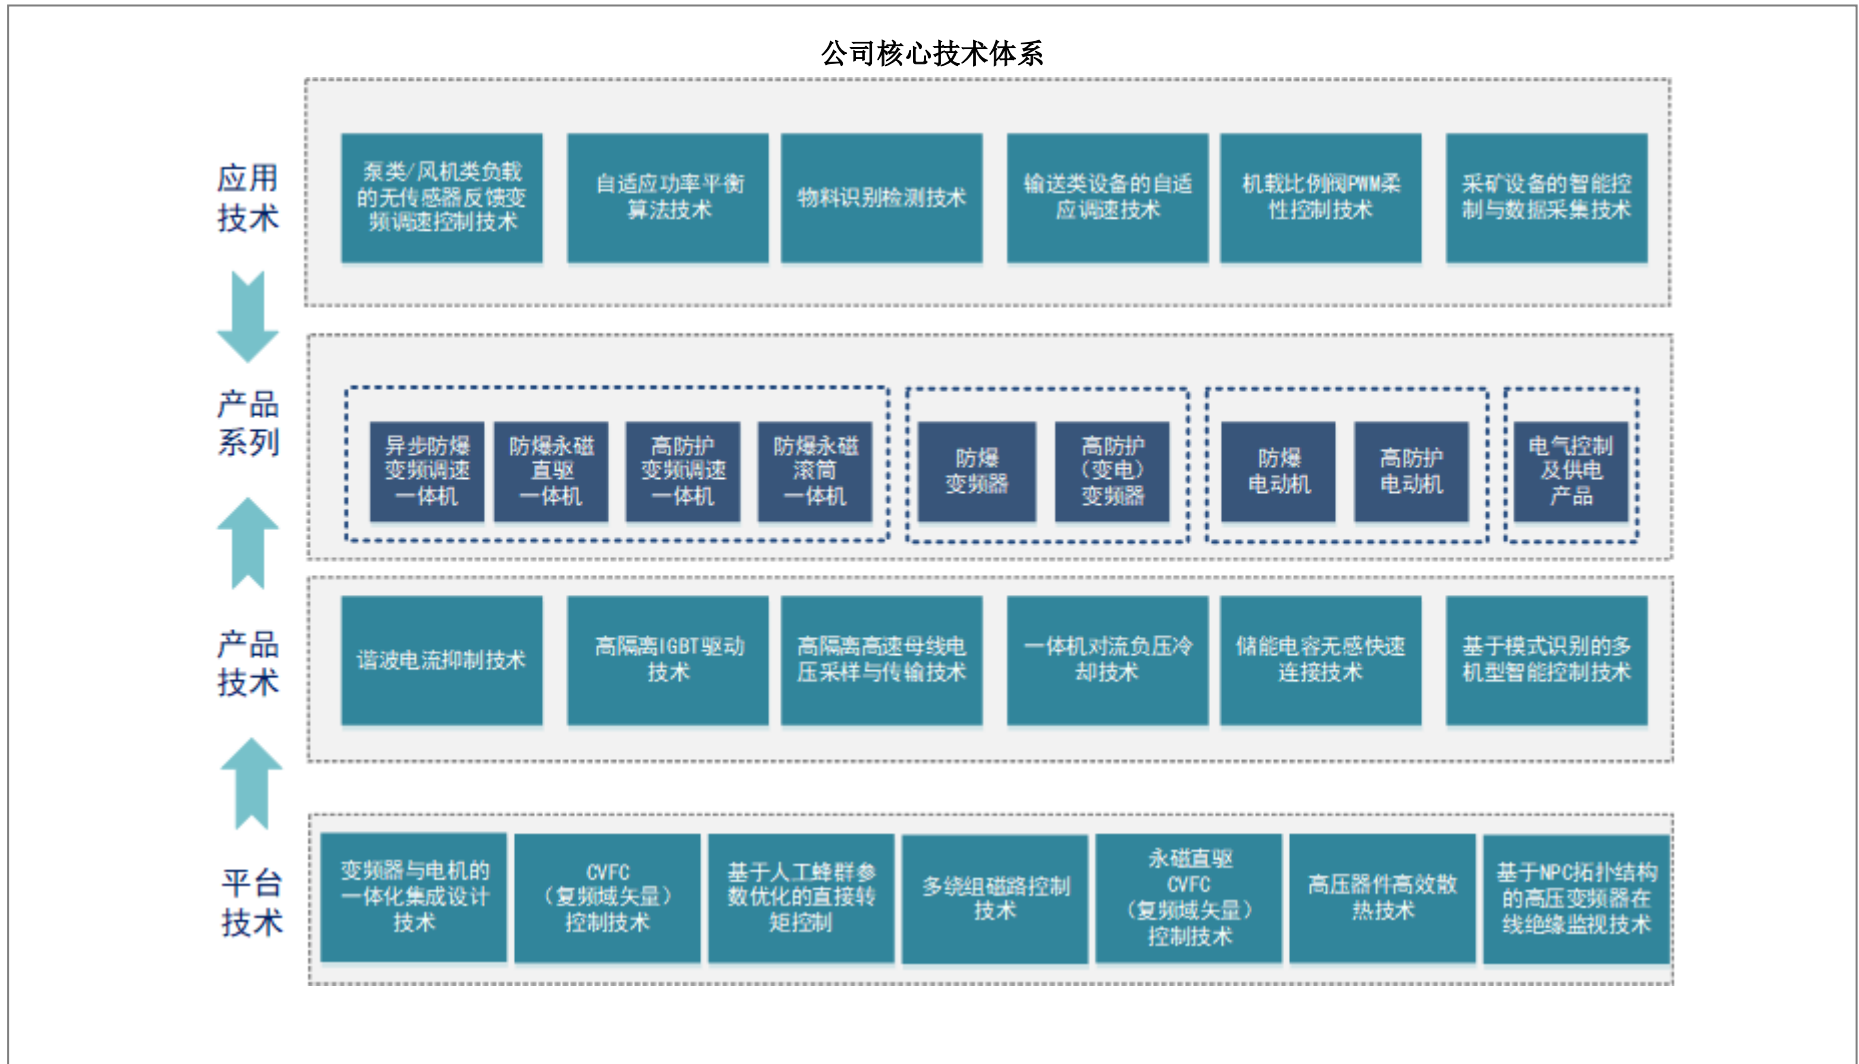 公司核心技术体系
应用
技术
泵类/风机类负载
的无传感器反馈变
频调速控制技术
自适应功率平衡
算法技术
物料识别检测技术
输送类设备的自适
应调速技术
机载比例阀PWM柔
性控制技术
采矿设备的智能控
制与数据采集技术
产品
系列
异步防爆
变频调速
一体机
防爆永磁
直驱
一体机
高防护
变频调速
一体机
防爆永磁
滚筒
一体机
防爆
变频器
高防护
（变电）
变频器
防爆
电动机
高防护
电动机
电气控制
及供电
产品
产品
技术
谐波电流抑制技术
高隔离IGBT驱动
技术
高隔离高速母线电
压采样与传输技术
一体机对流负压冷
却技术
储能电容无感快速
连接技术
基于模式识别的多
机型智能控制技术
平台
技术
变频器与电机的
一体化集成设计
技术
CVFC
（复频域矢量）
控制技术
基于人工蜂群参
数优化的直接转
矩控制
多绕组磁路控制
技术
永磁直驱
CVFC
（复频域矢量）
控制技术
高压器件高效散
热技术
基于NPC拓扑结构
的高压变频器在
线绝缘监视技术